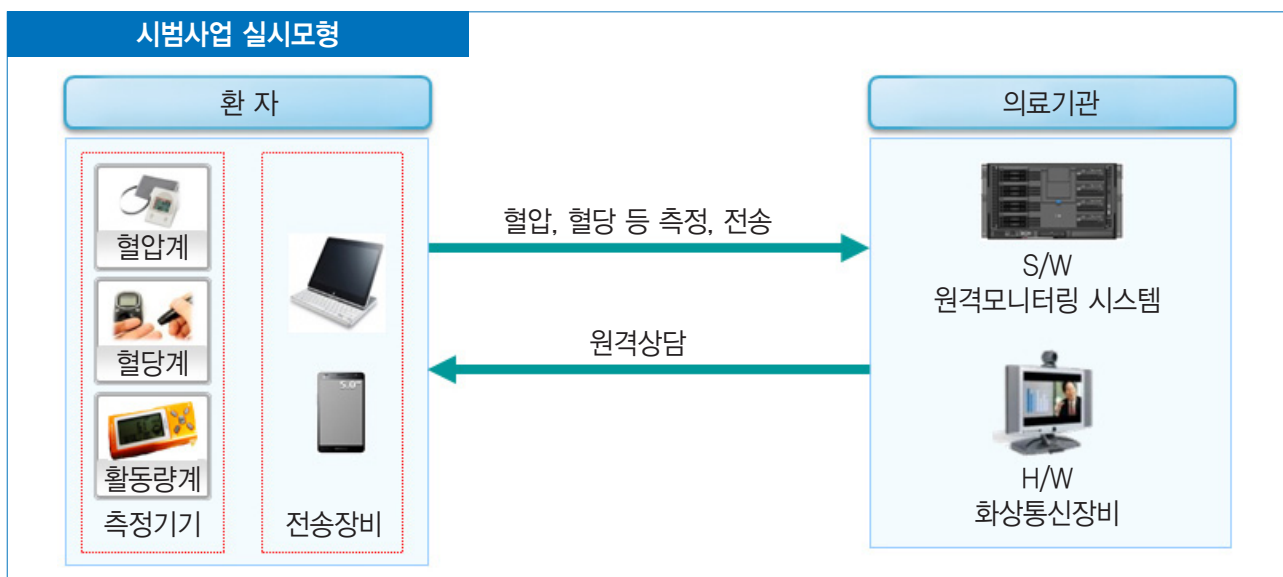 시범사업 실시모형
환 자
혈압계
혈당계
활동량계
측정기기
5.0"
전송장비
혈압, 혈당 등 측정, 전송
원격상담
의료기관
S/W
원격모니터링 시스템
H/W
화상통신장비